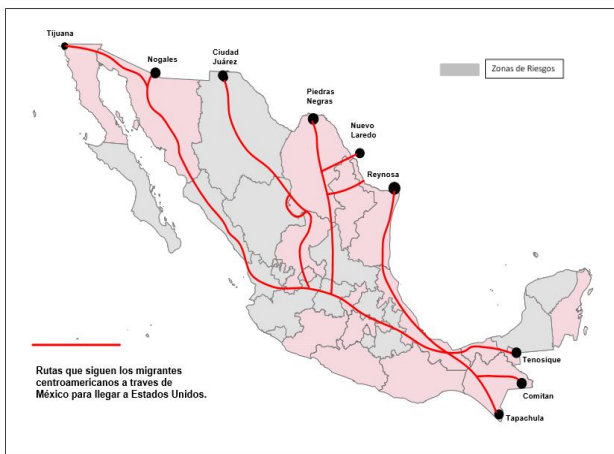 Tijuana
Nogales
Ciudad
Juárez
Zonas de Riesgos
Piedras
Negras
Nuevo
Laredo
Reynosa
Rutas que siguen los migrantes
centroamericanos a traves de
México para llegar a Estados Unidos.
Tenosique
Comitan
Tapachula